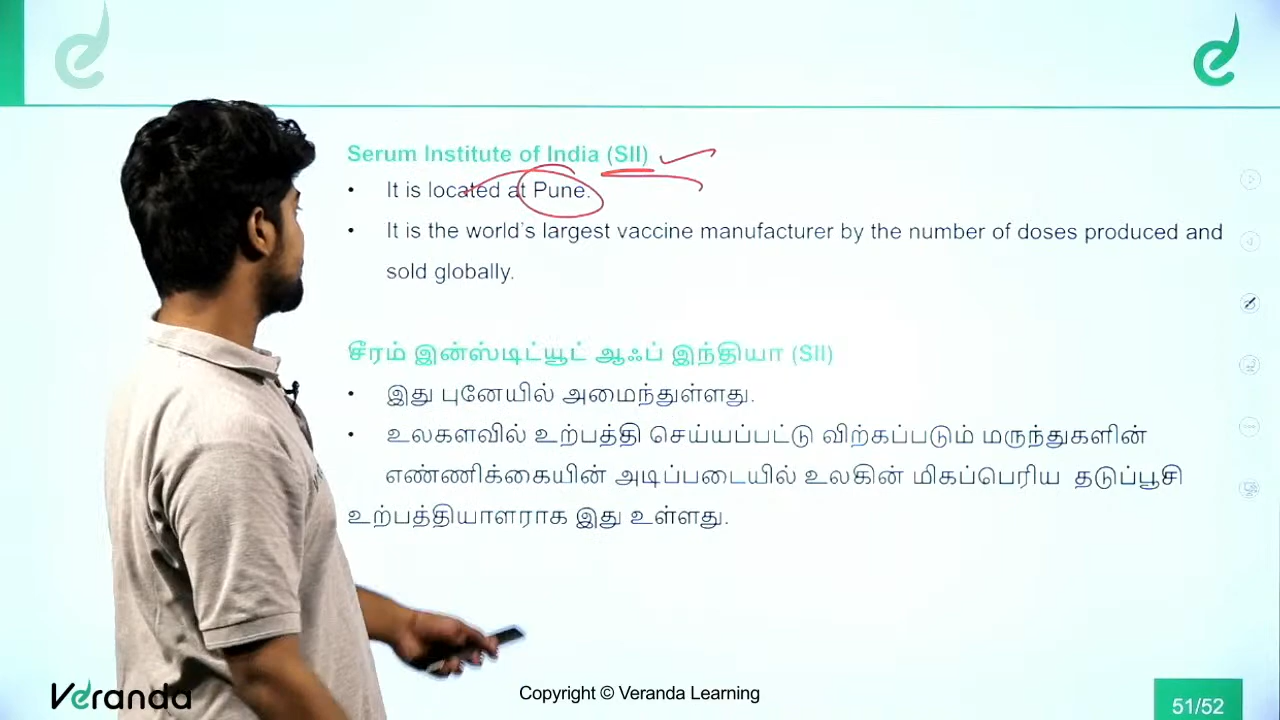 Serum Institute of India (SII)
• It is located at Pune.
• It is the world's largest vaccine manufacturer by the number of doses produced and
sold globally.
சீரம் இன்ஸ்டிட்யூட் ஆஃப் இந்தியா (SII)
• இது புனேயில் அமைந்துள்ளது.
• உலகளவில் உற்பத்தி செய்யப்பட்டு விற்கப்படும் மருந்துகளின்
எண்ணிக்கையின் அடிப்படையில் உலகின் மிகப்பெரிய தடுப்பூசி
உற்பத்தியாளராக இது உள்ளது.
Veranda
Copyright © Veranda Learning
51/52